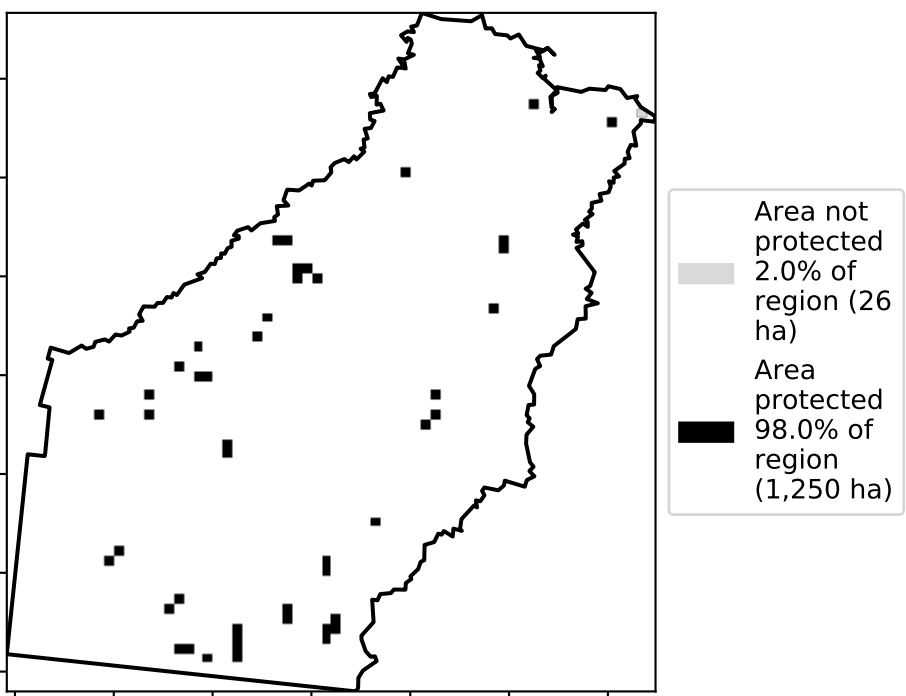 Area not
protected
2.0% of
region (26
ha)
Area
protected
98.0% of
region
(1,250 ha)